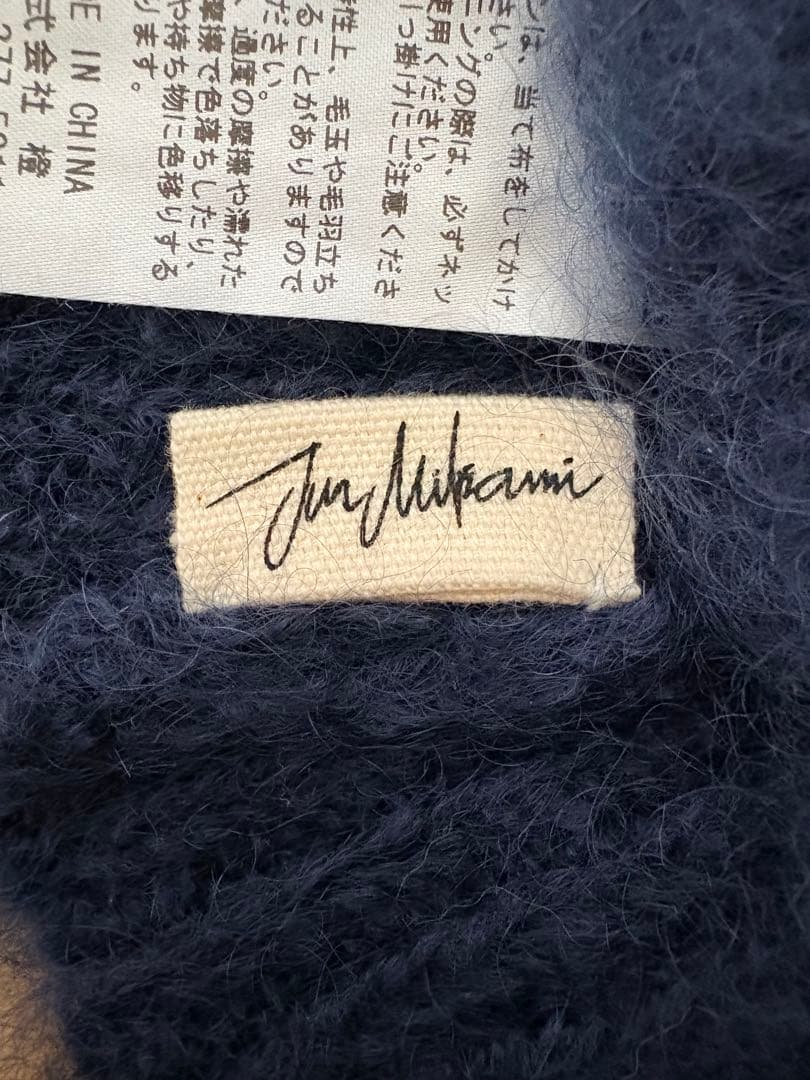 ンは、当て布をしてかけ
さい。
ニングの際は、必ずネッ
使用ください。
っ掛けにご注意くださ
性上、毛玉や毛羽立ち
ることがありますので
ださい。
、過度の摩擦や濡れた
摩擦で色落ちしたり、
や持ち物に色移りする
ります。
DE IN CHINA
式会社 橙
Jun Mikami